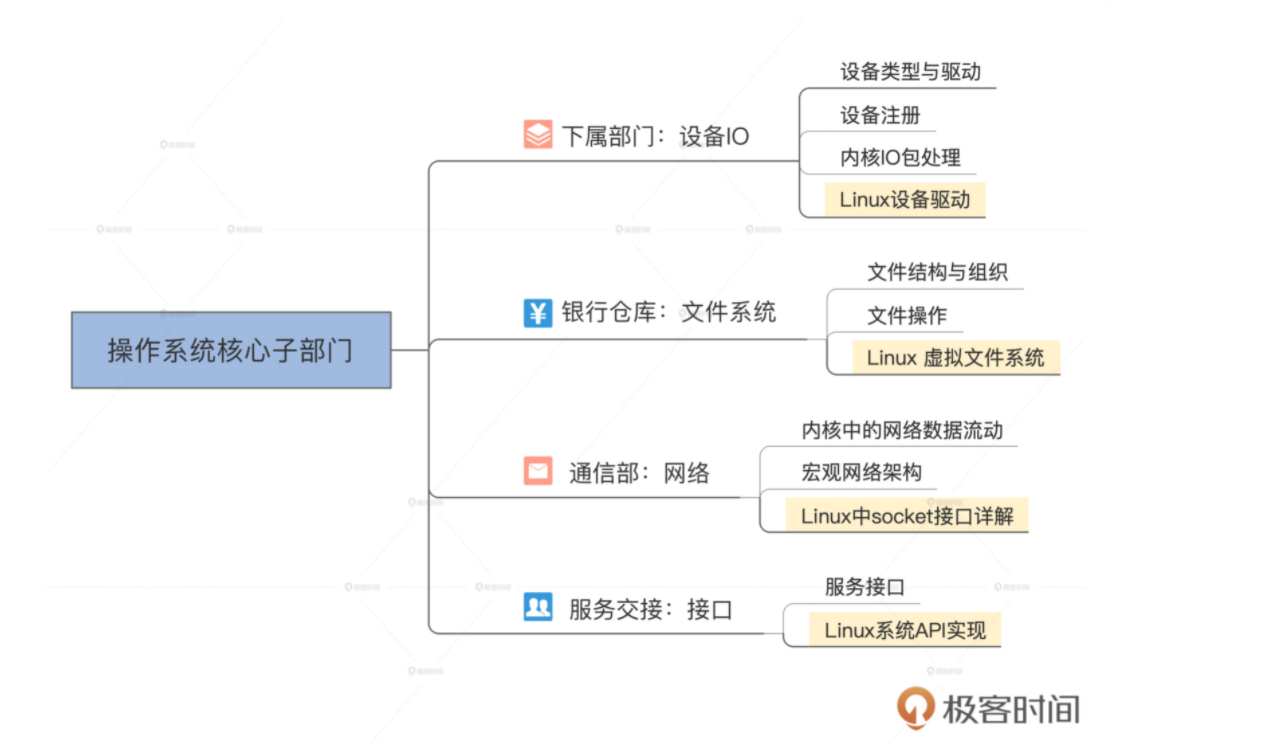 操作系统核心子部门
下属部门：设备IO
设备类型与驱动
设备注册
内核IO包处理
Linux设备驱动
银行仓库：文件系统
文件结构与组织
文件操作
Linux 虚拟文件系统
通信部：网络
内核中的网络数据流动
宏观网络架构
Linux中socket接口详解
服务交接：接口
服务接口
Linux系统API实现
极客时间